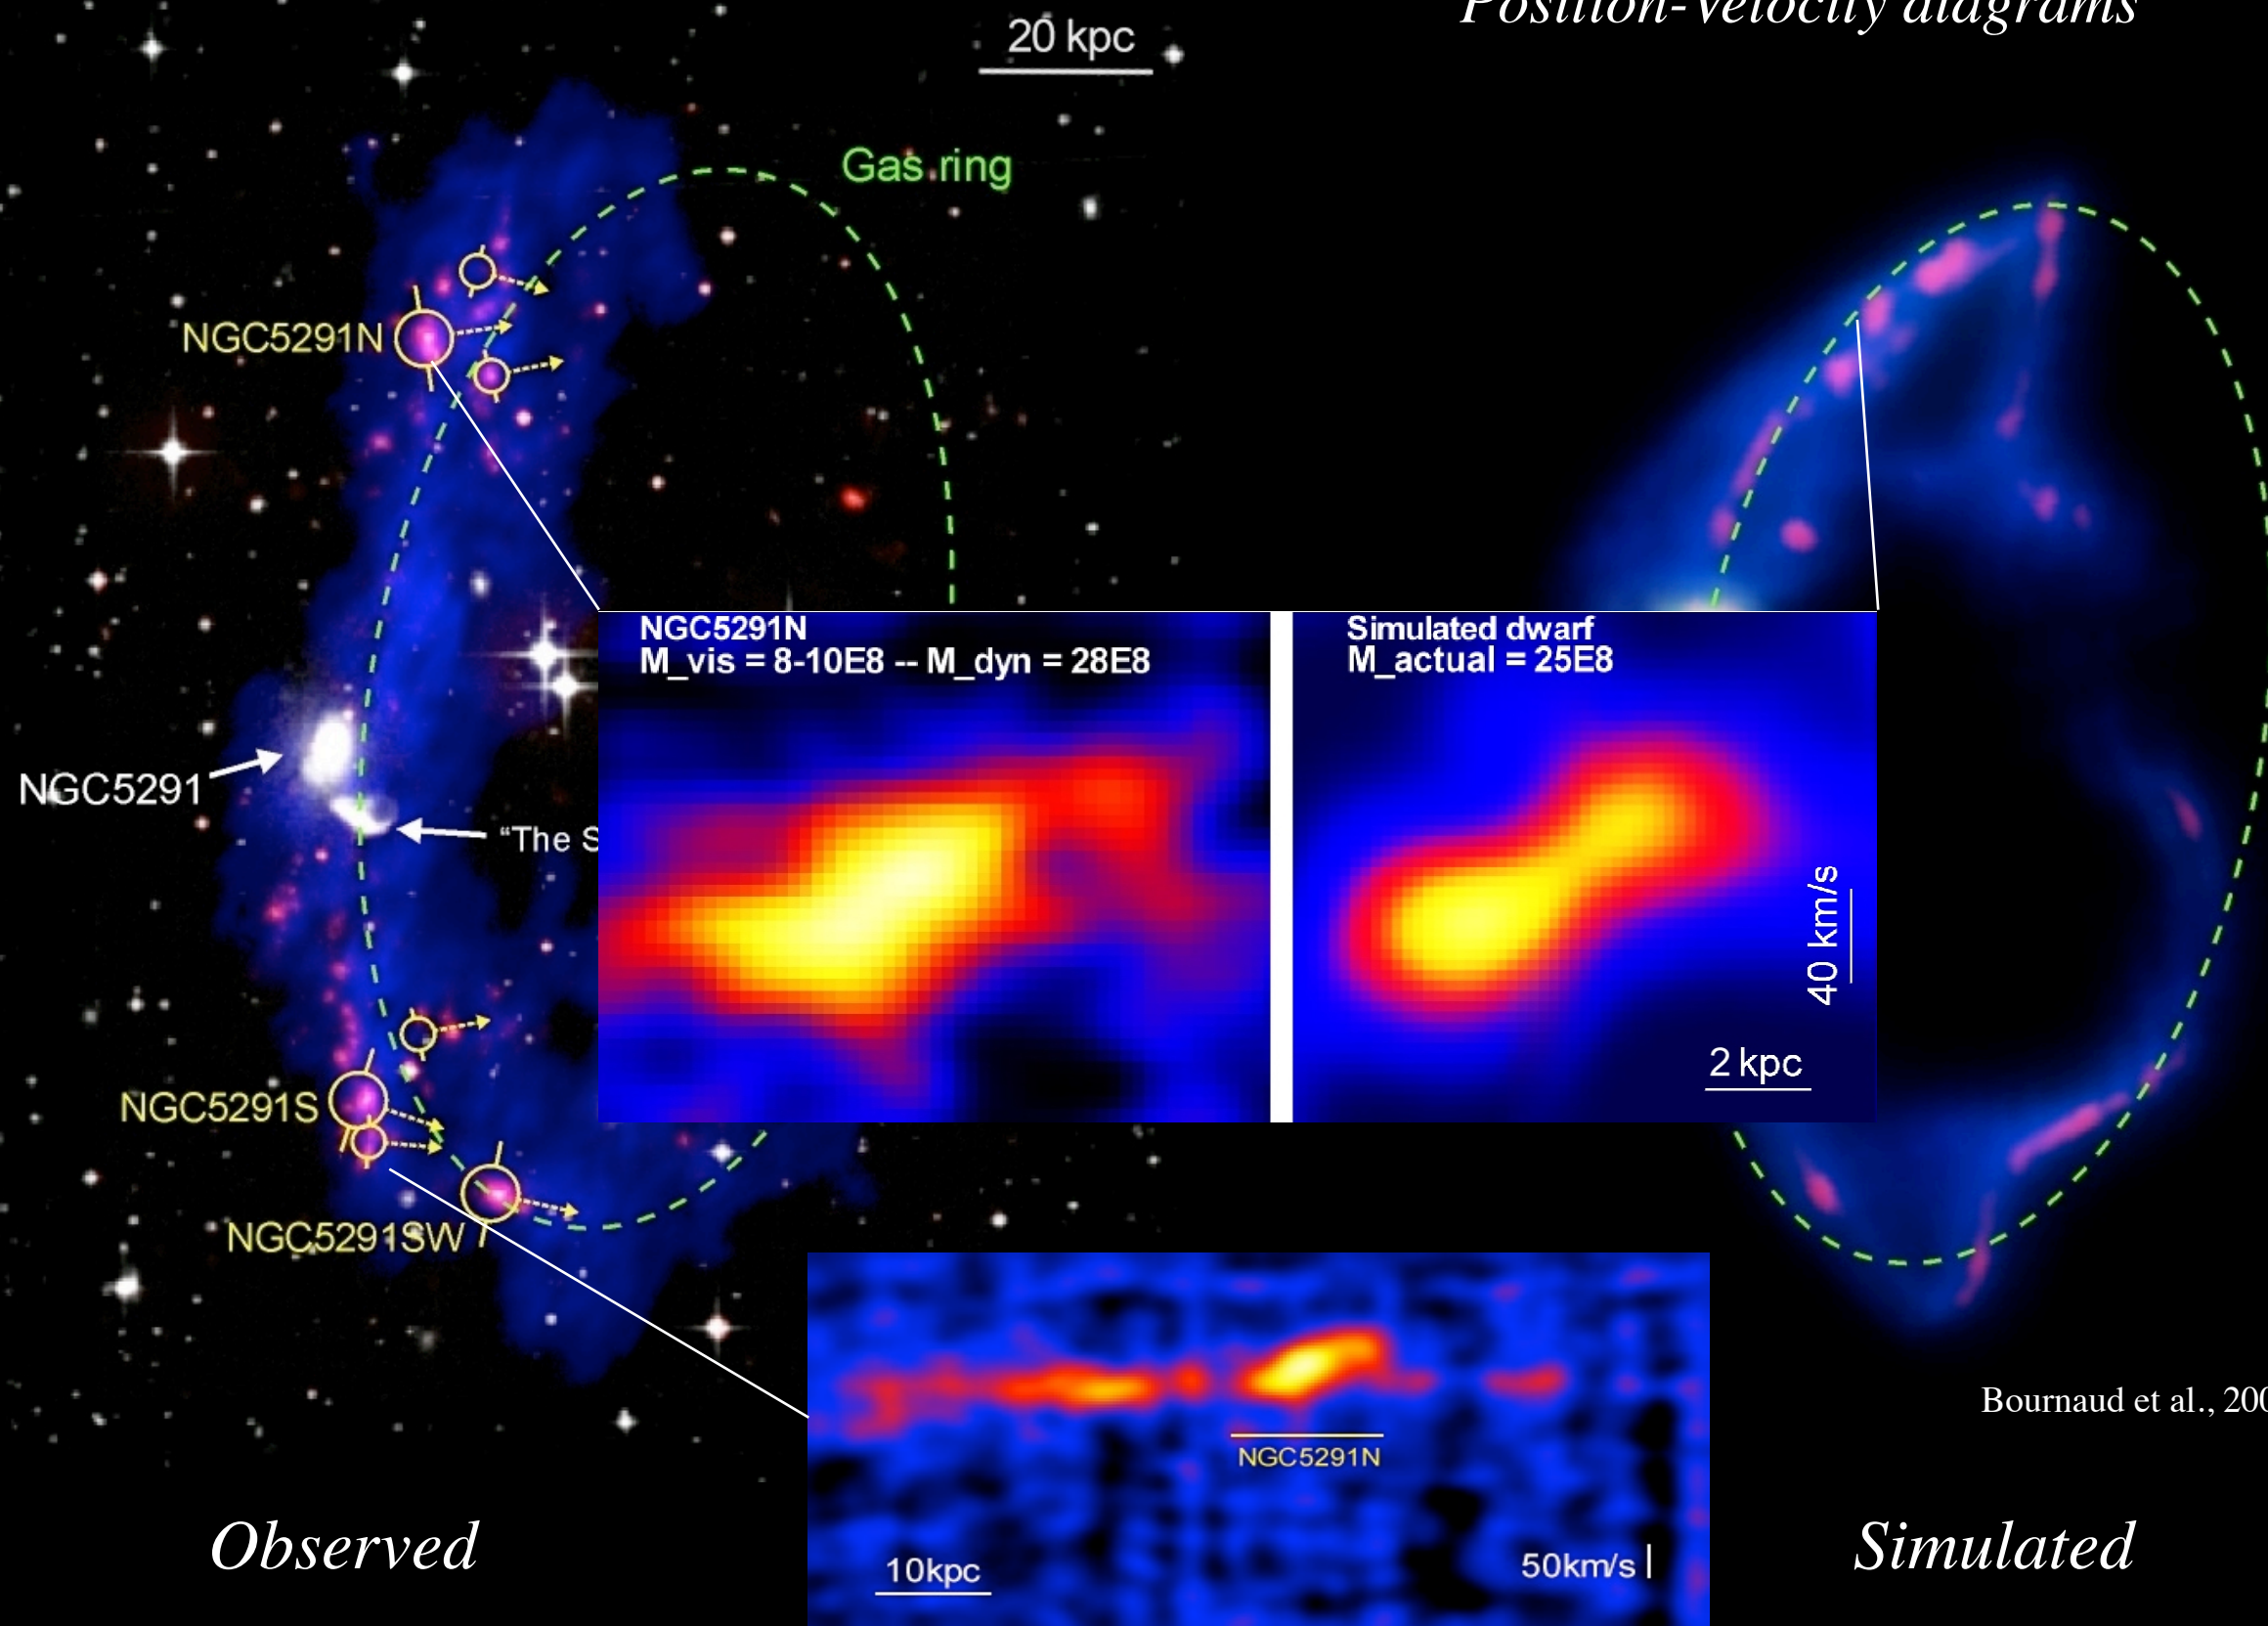 Position-Velocity diagrams
20 kpc
Gas ring
NGC5291N
NGC5291N
M_vis = 8-10E8 -- M_dyn = 28E8
Simulated dwarf
M_actual = 25E8
NGC5291
“The S
40 km/s
2 kpc
NGC5291S
NGC5291SW
Bournaud et al., 200
NGC5291N
10kpc
50km/s
Observed
Simulated